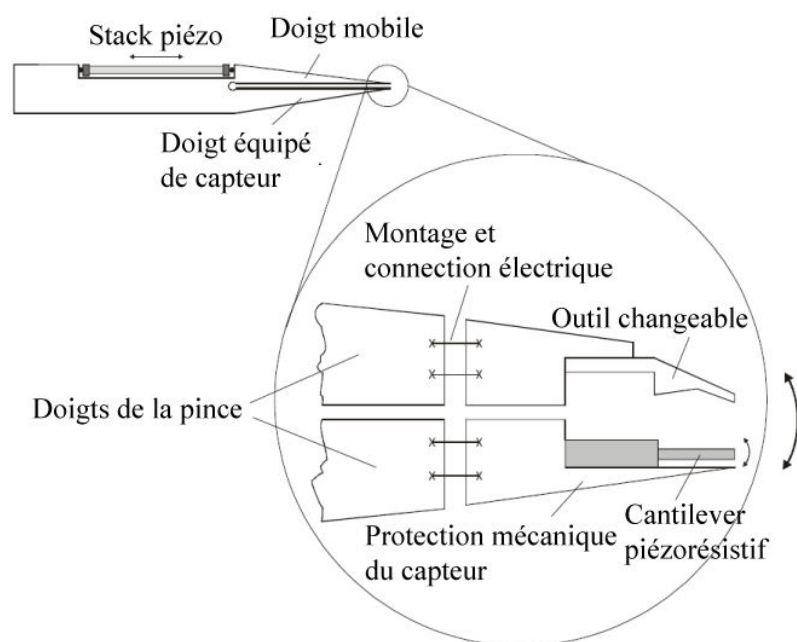 Stack piézo
Doigt mobile
Doigt équipé
de capteur
Montage et
connection électrique
Outil changeable
Doigts de la pince
Protection mécanique
du capteur
Cantilever
piézorésistif